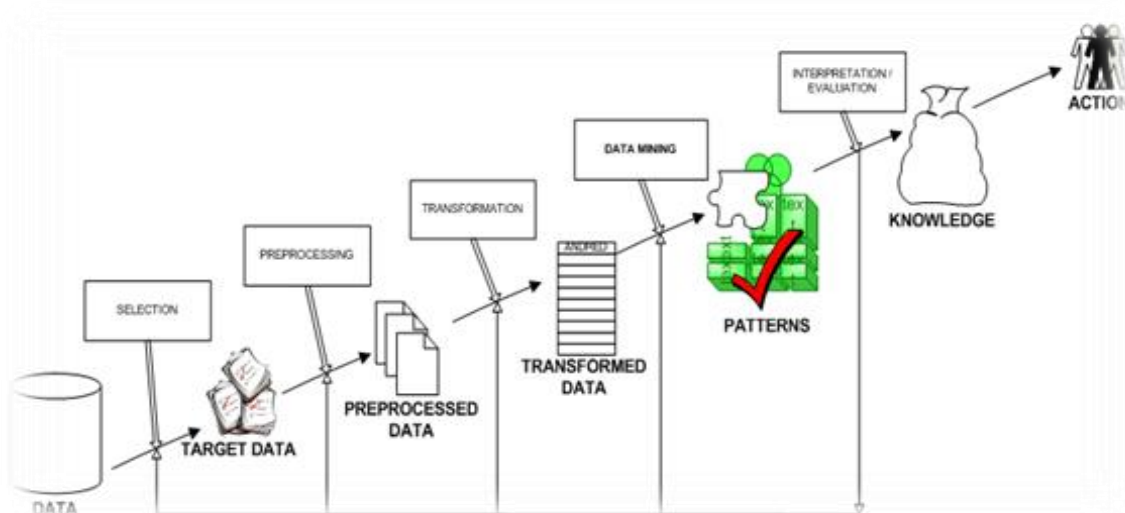 INTERPRETATION /
EVALUATION
ACTION
DATA MINING
KNOWLEDGE
TRANSFORMATION
PATTERNS
PREPROCESSING
TRANSFORMED
DATA
SELECTION
PREPROCESSED
DATA
TARGET DATA
DATA